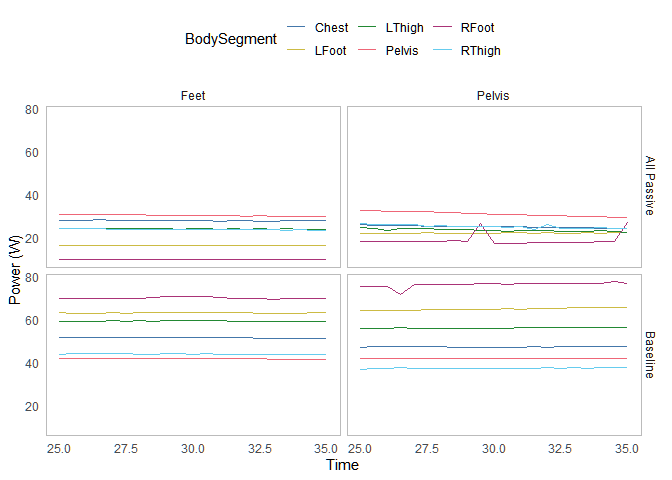 BodySegment Chest LThigh RFoot
LFoot Pelvis RThigh
Feet Pelvis
80
60
40
20
All Passive
80
60
40
20
Baseline
Power (W)
25.0 27.5 30.0 32.5 35.0 25.0 27.5 30.0 32.5 35.0
Time